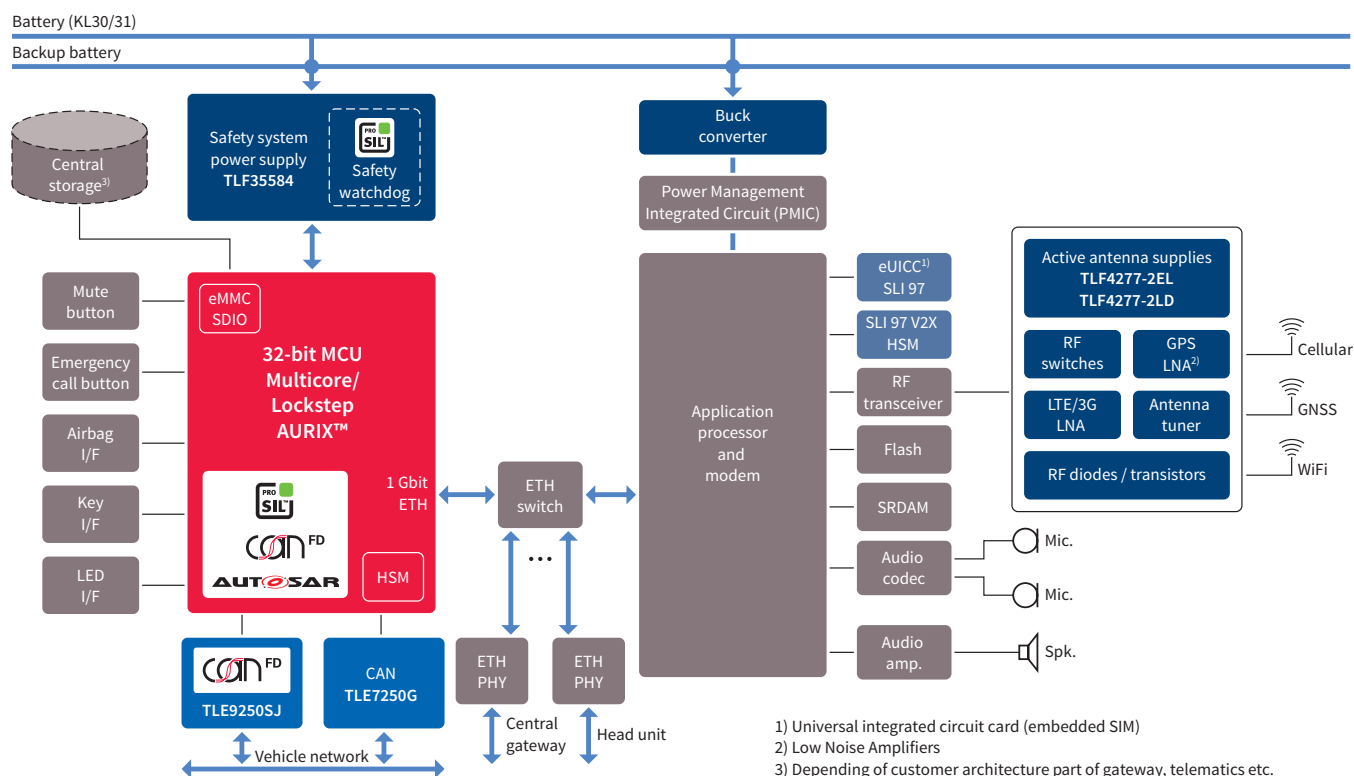 Battery (KL30/31)
Backup battery
Central
storage3)
Safety system
power supply
TLF35584
PRO
SIL
Safety
watchdog
Buck
converter
Power Management
Integrated Circuit (PMIC)
Mute
button
Emergency
call button
Airbag
I/F
Key
I/F
LED
I/F
eMMC
SDIO
32-bit MCU
Multicore/
Lockstep
AURIX™
1 Gbit
ETH
PRO
SIL
CAN FD
AUTOSAR
HSM
CAN FD
TLE9250SJ
CAN
TLE7250G
Vehicle network
ETH
switch
...
ETH
PHY
ETH
PHY
Central
gateway
Head unit
Application
processor
and
modem
eUICC1)
SLI 97
SLI 97 V2X
HSM
RF
transceiver
Flash
SRDAM
Audio
codec
Audio
amp.
Mic.
Mic.
Spk.
Active antenna supplies
TLF4277-2EL
TLF4277-2LD
RF
switches
GPS
LNA2)
LTE/3G
LNA
Antenna
tuner
RF diodes / transistors
Cellular
GNSS
WiFi
1) Universal integrated circuit card (embedded SIM)
2) Low Noise Amplifiers
3) Depending of customer architecture part of gateway, telematics etc.